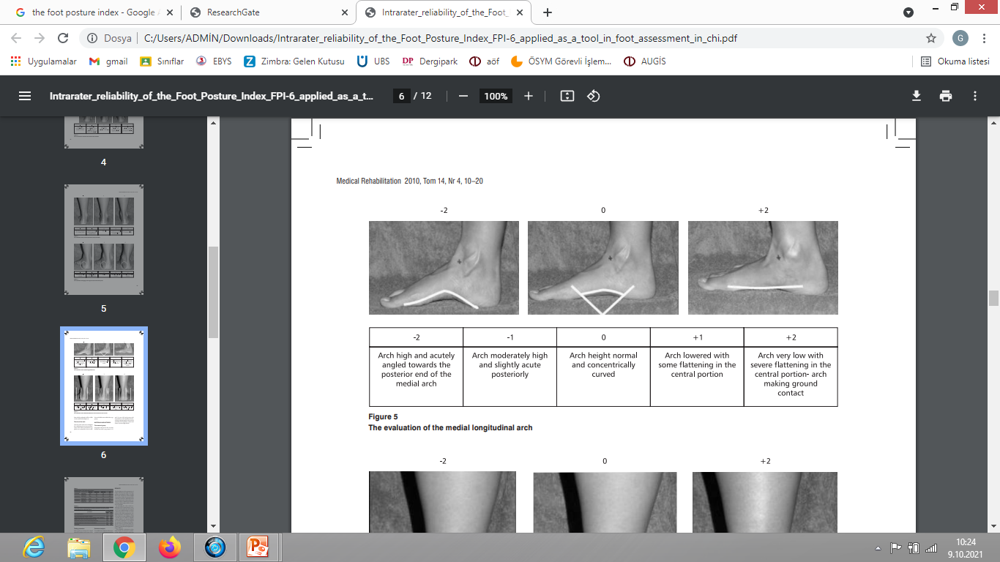 the foot posture index - Google
ResearchGate
Intrarater_reliability_of_the_Foot_
Dosya
C:/Users/ADMİN/Downloads/Intrarater_reliability_of_the_Foot_Posture_Index_FPI-6_applied_as_a_tool_in_foot_assessment_in_chi.pdf
G
Uygulamalar
gmail
Sınıflar
EBYS
Zimbra: Gelen Kutusu
UBS
DP Dergipark
aöf
ÖSYM Görevli İşlem...
AUGİS
Okuma listesi
Intrarater_reliability_of_the_Foot_Posture_Index_FPI-6_applied_as_a_t...
6 / 12
100%
4
5
6
Medical Rehabilitation 2010, Tom 14, Nr 4, 10–20
-2 0 +2
-2 -1 0 +1 +2
Arch high and acutely
angled towards the
posterior end of the
medial arch
Arch moderately high
and slightly acute
posteriorly
Arch height normal
and concentrically
curved
Arch lowered with
some flattening in the
central portion
Arch very low with
severe flattening in the
central portion- arch
making ground
contact
Figure 5
The evaluation of the medial longitudinal arch
-2 0 +2
10:24
9.10.2021